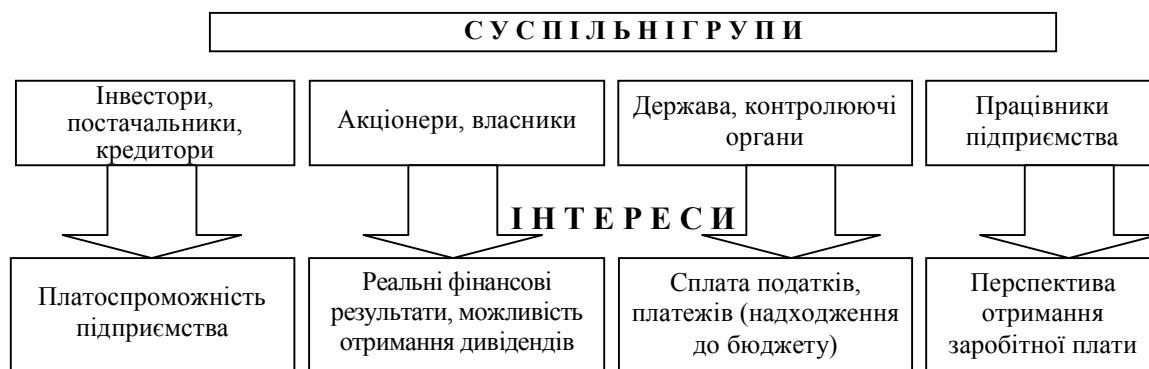 С У С П І Л Ь Н І Г Р У П И
Інвестори,
постачальники,
кредитори
Акціонери, власники
Держава, контролюючі
органи
Працівники
підприємства
І Н Т Е Р Е С И
Платоспроможність
підприємства
Реальні фінансові
результати, можливість
отримання дивідендів
Сплата податків,
платежів (надходження
до бюджету)
Перспектива
отримання
заробітної плати